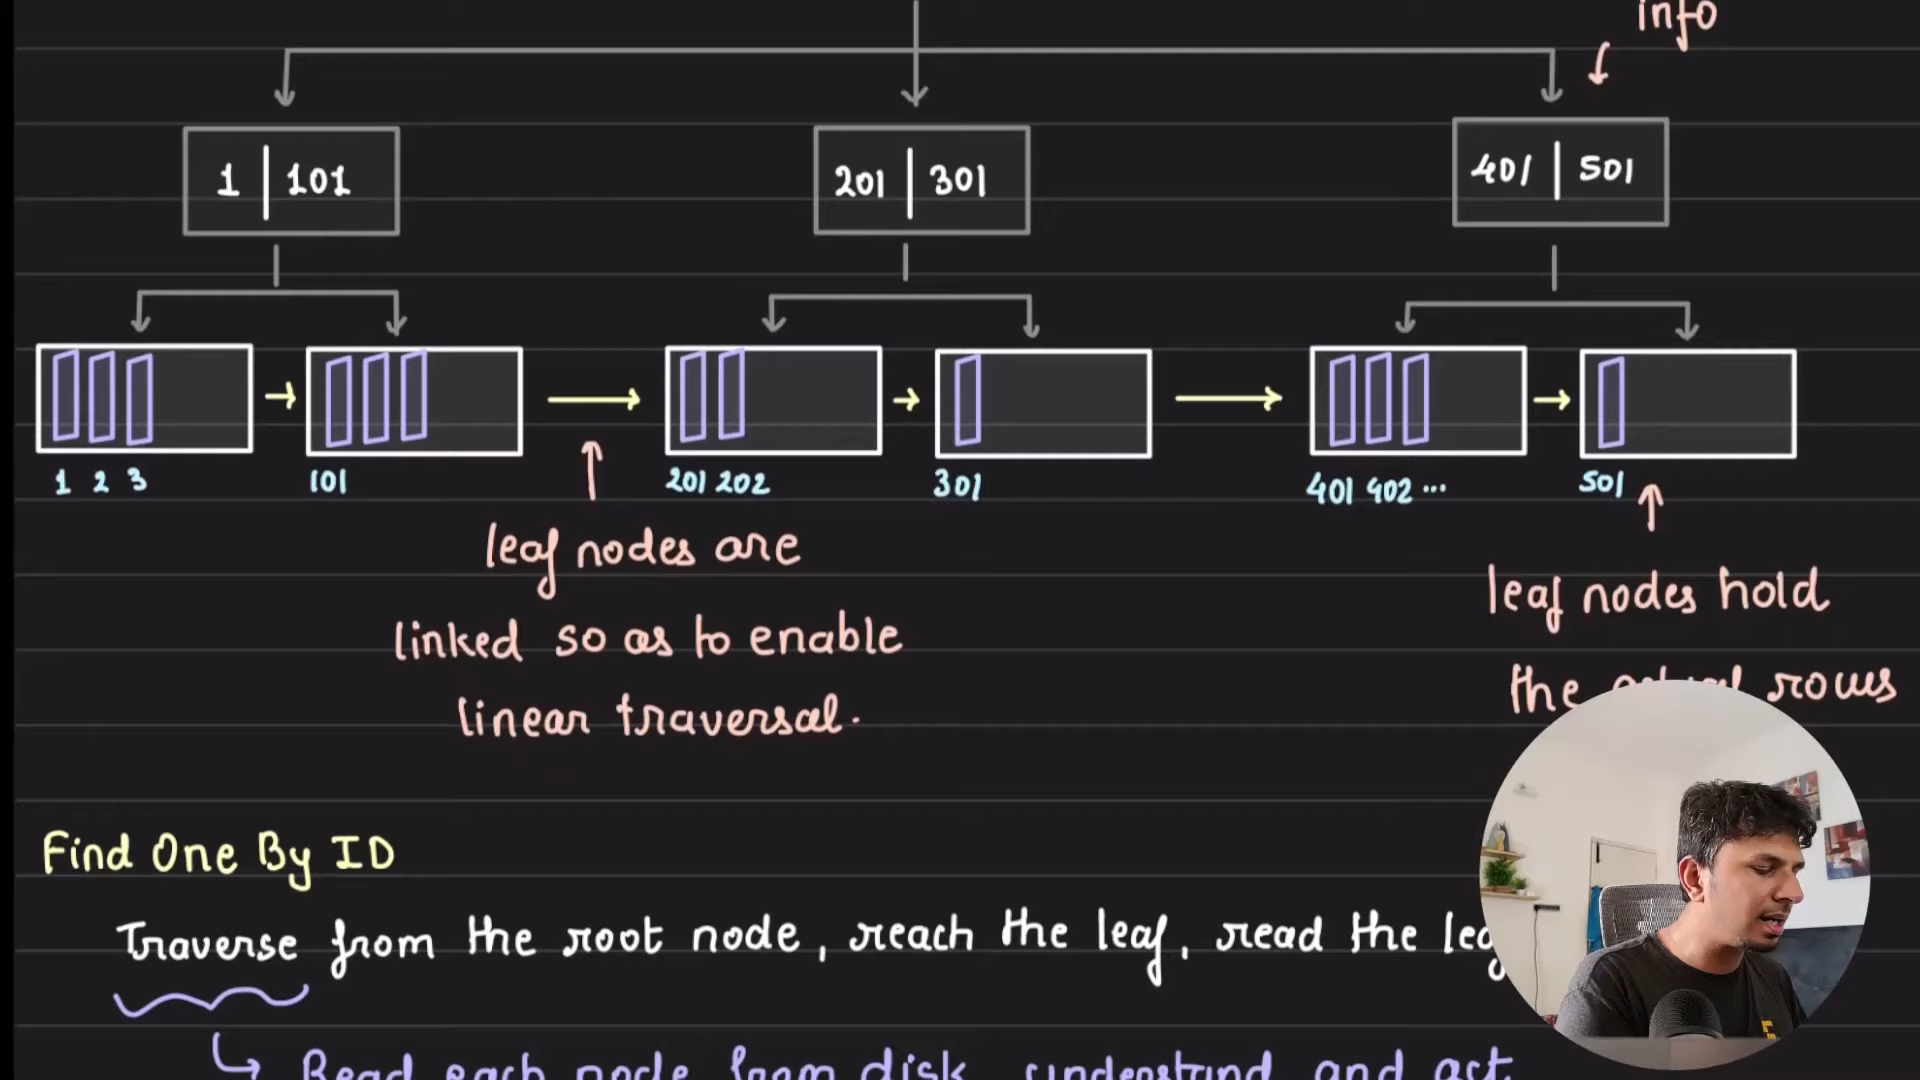 info
1 | 101
201 | 301
401 | 501
1 2 3
101
201 202
301
401 402 ...
501
leaf nodes are
linked so as to enable
linear traversal.
leaf nodes hold
the rows
Find One By ID
Traverse from the root node, reach the leaf, read the
Read each node from disk, understand and act